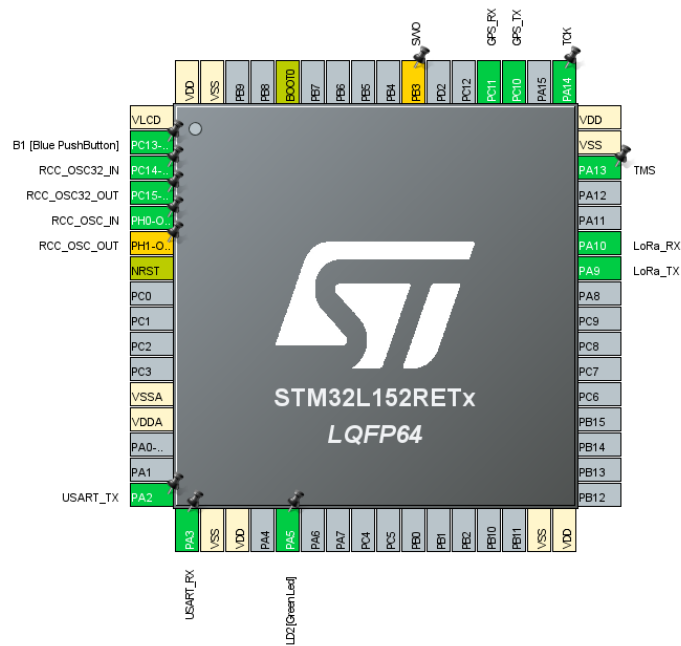 SWO
GPS_RX
GPS_TX
TCK
VDD
VSS
PB9
PB8
BOOT0
PB7
PB6
PB5
PB4
PB3
PD2
PC12
PC11
PC10
PA15
PA14
VLCD
B1 [Blue PushButton] PC13-..
RCC_OSC32_IN PC14-..
RCC_OSC32_OUT PC15-..
RCC_OSC_IN PH0-O..
RCC_OSC_OUT PH1-O..
NRST
PC0
PC1
PC2
PC3
VSSA
VDDA
PA0-..
PA1
USART_TX PA2
VDD
VSS
PA13 TMS
PA12
PA11
PA10 LoRa_RX
PA9 LoRa_TX
PA8
PC9
PC8
PC7
PC6
PB15
PB14
PB13
PB12
ST
STM32L152RETx
LQFP64
PA3
VSS
VDD
PA4
PA5
PA6
PA7
PC4
PC5
PB0
PB1
PB2
PB10
PB11
VSS
VDD
USART_RX
LD2 [Green Led]